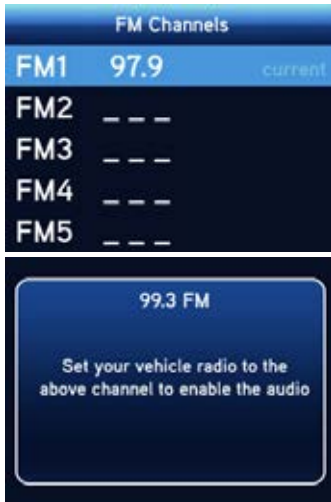 FM Channels
FM1 97.9 current
FM2 _ _ _
FM3 _ _ _
FM4 _ _ _
FM5 _ _ _
99.3 FM
Set your vehicle radio to the
above channel to enable the audio